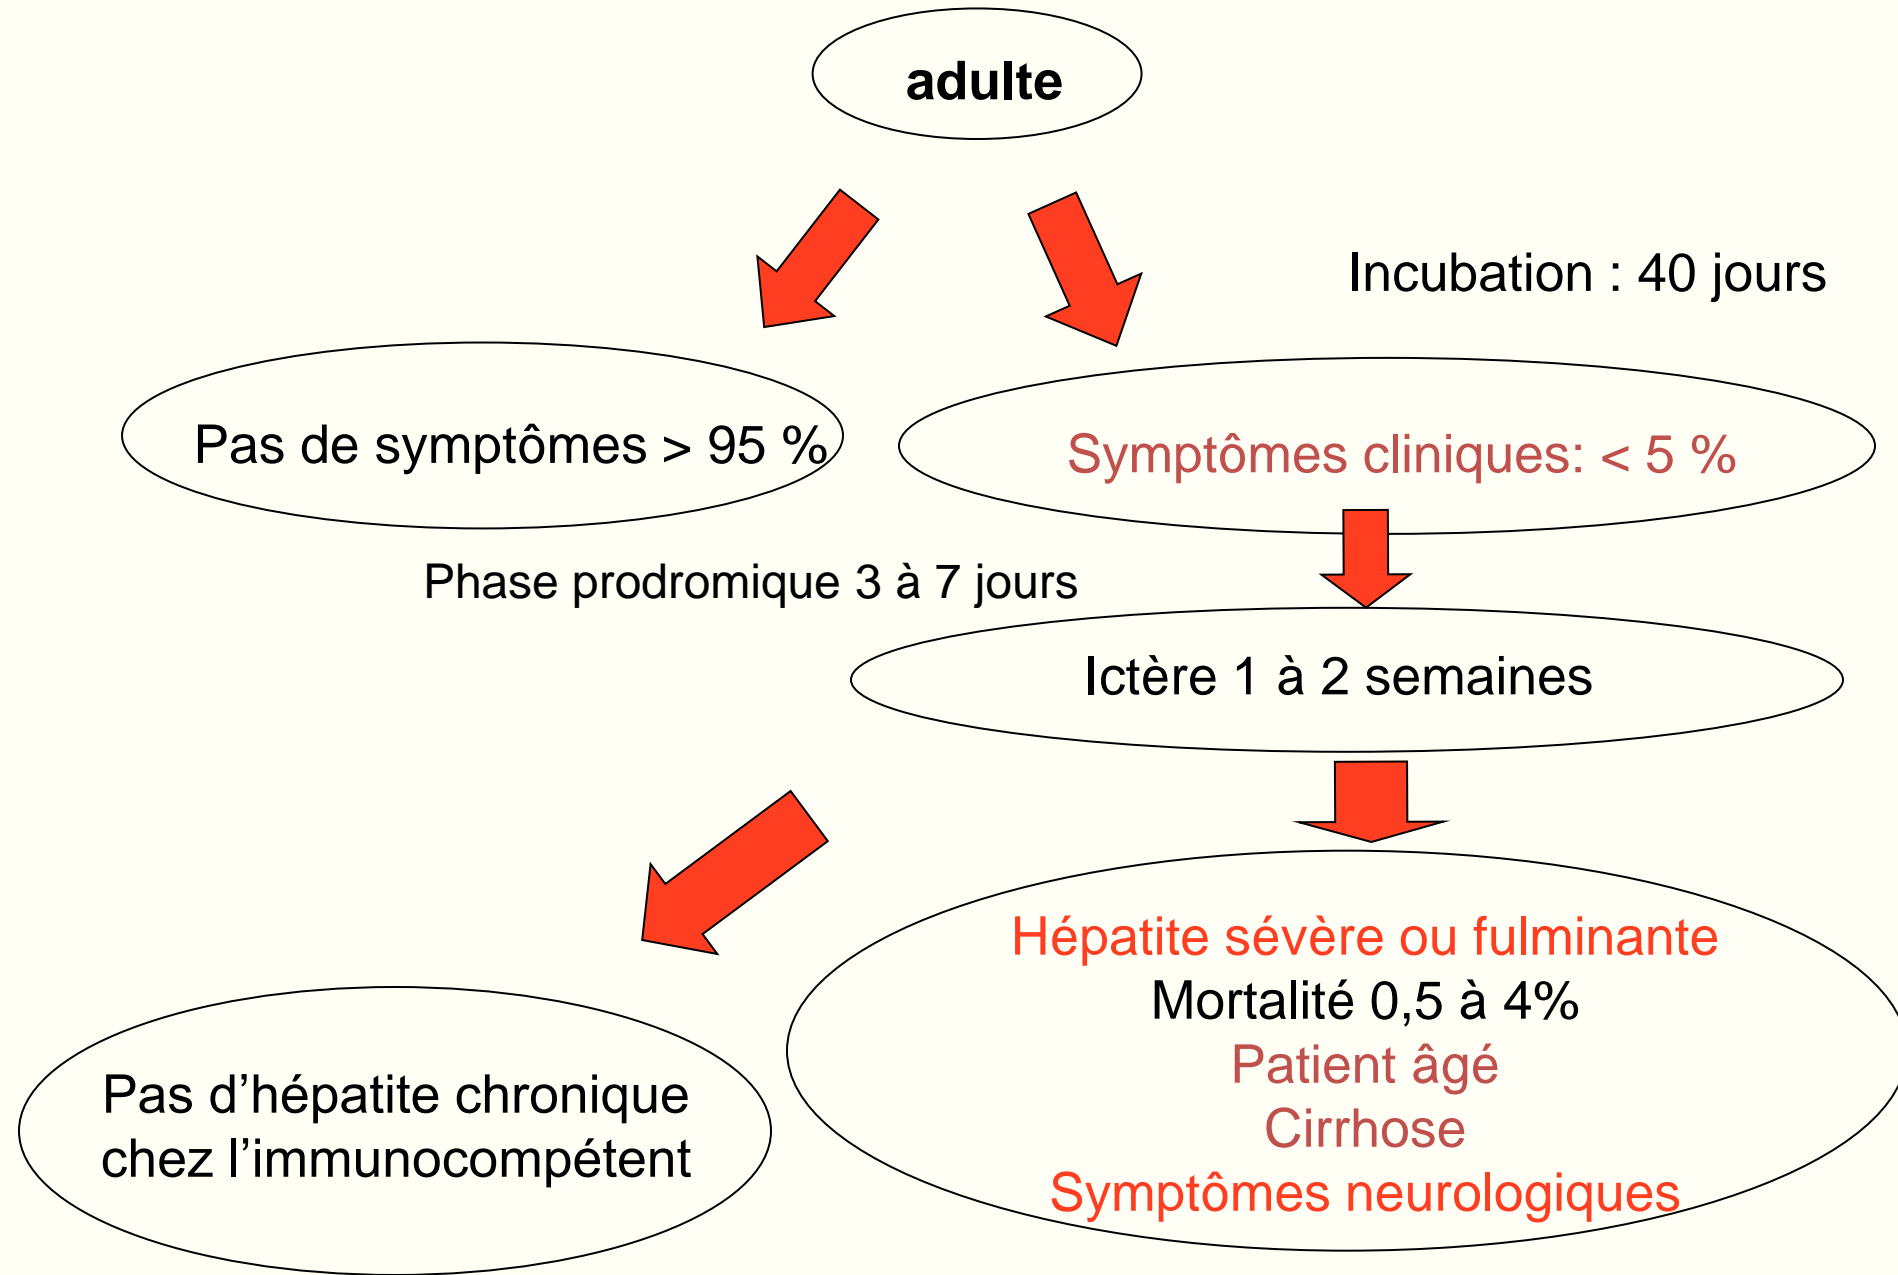 adulte
Incubation : 40 jours
Pas de symptômes > 95 %
Symptômes cliniques: < 5 %
Phase prodromique 3 à 7 jours
Ictère 1 à 2 semaines
Hépatite sévère ou fulminante
Mortalité 0,5 à 4%
Patient âgé
Cirrhose
Symptômes neurologiques
Pas d’hépatite chronique
chez l’immunocompétent